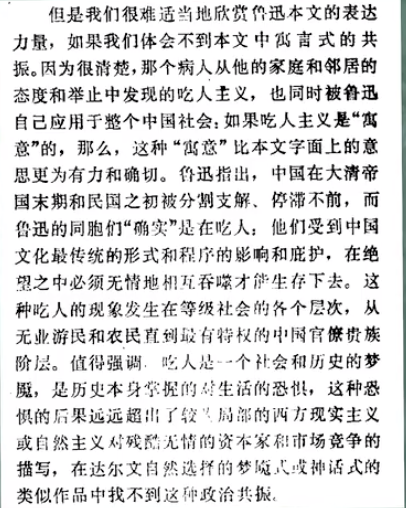 但是我们很难适当地欣赏鲁迅本文的表达
力量，如果我们体会不到本文中寓言式的共
振。因为很清楚，那个病人从他的家庭和邻居的
态度和举止中发现的吃人主义，也同时被鲁迅
自己应用于整个中国社会：如果吃人主义是“寓
意”的，那么，这种“寓意”比本文字面上的意
思更为有力和确切。鲁迅指出，中国在大清帝
国末期和民国之初被分割支解、停滞不前，而
鲁迅的同胞们“确实”是在吃人：他们受到中国
文化最传统的形式和程序的影响和庇护，在绝
望之中必须无情地相互吞噬才能生存下去。这
种吃人的现象发生在等级社会的各个层次，从
无业游民和农民直到最有特权的中国官僚贵族
阶层。值得强调，吃人是一个社会和历史的梦
魇，是历史本身掌握的对生活的恐惧，这种恐
惧的后果远远超出了较为局部的西方现实主义
或自然主义对残酷无情的资本家和市场竞争的
描写，在达尔文自然选择的梦魇式或神话式的
类似作品中找不到这种政治共振。